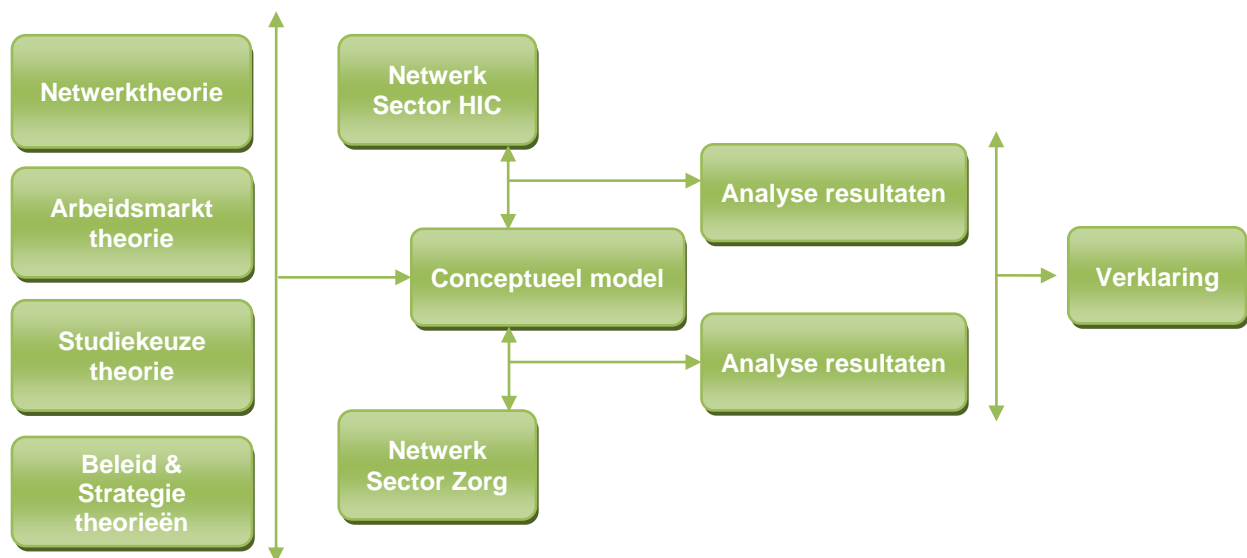 Netwerktheorie
Arbeidsmarkt
theorie
Studiekeuze
theorie
Beleid &
Strategie
theorieën
Netwerk
Sector HIC
Conceptueel model
Netwerk
Sector Zorg
Analyse resultaten
Analyse resultaten
Verklaring